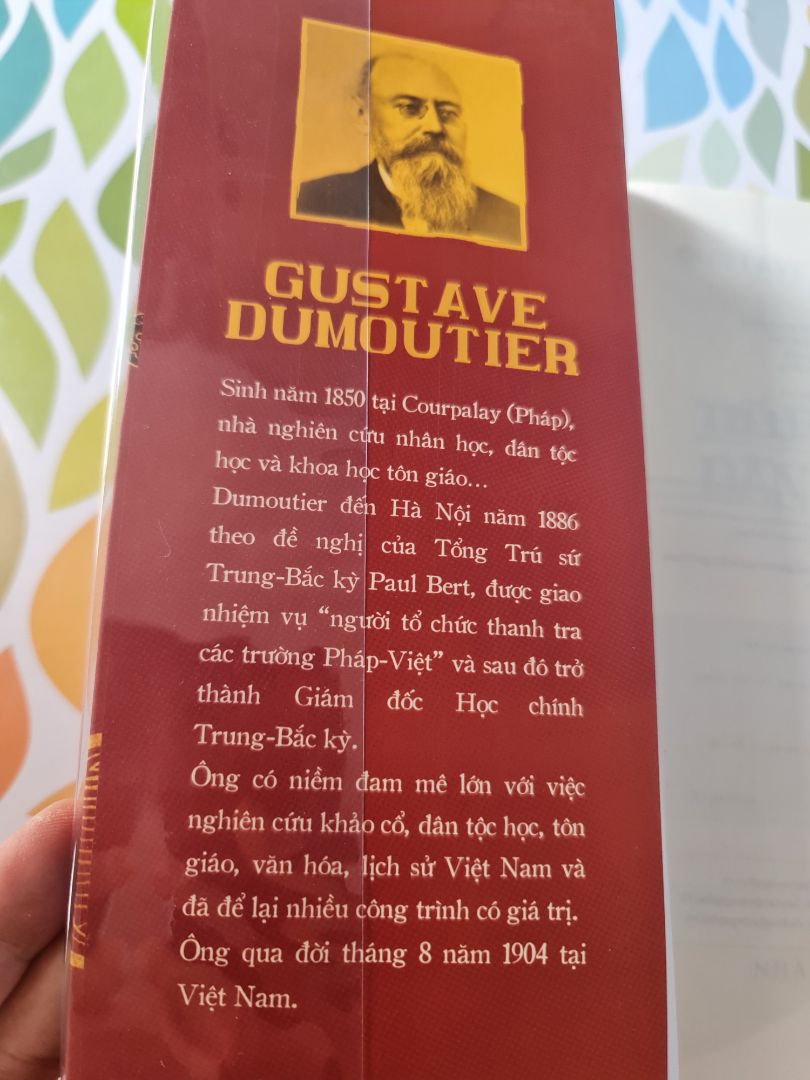 GUSTAVE
DUMOUTIER
Sinh năm 1850 tại Courpalay (Pháp),
nhà nghiên cứu nhân học, dân tộc
học và khoa học tôn giáo...
Dumoutier đến Hà Nội năm 1886
theo đề nghị của Tổng Trú sứ
Trung-Bắc kỳ Paul Bert, được giao
nhiệm vụ “người tổ chức thanh tra
các trường Pháp-Việt” và sau đó trở
thành Giám đốc Học chính
Trung-Bắc kỳ.
Ông có niềm đam mê lớn với việc
nghiên cứu khảo cổ, dân tộc học, tôn
giáo, văn hóa, lịch sử Việt Nam và
đã để lại nhiều công trình có giá trị.
Ông qua đời tháng 8 năm 1904 tại
Việt Nam.